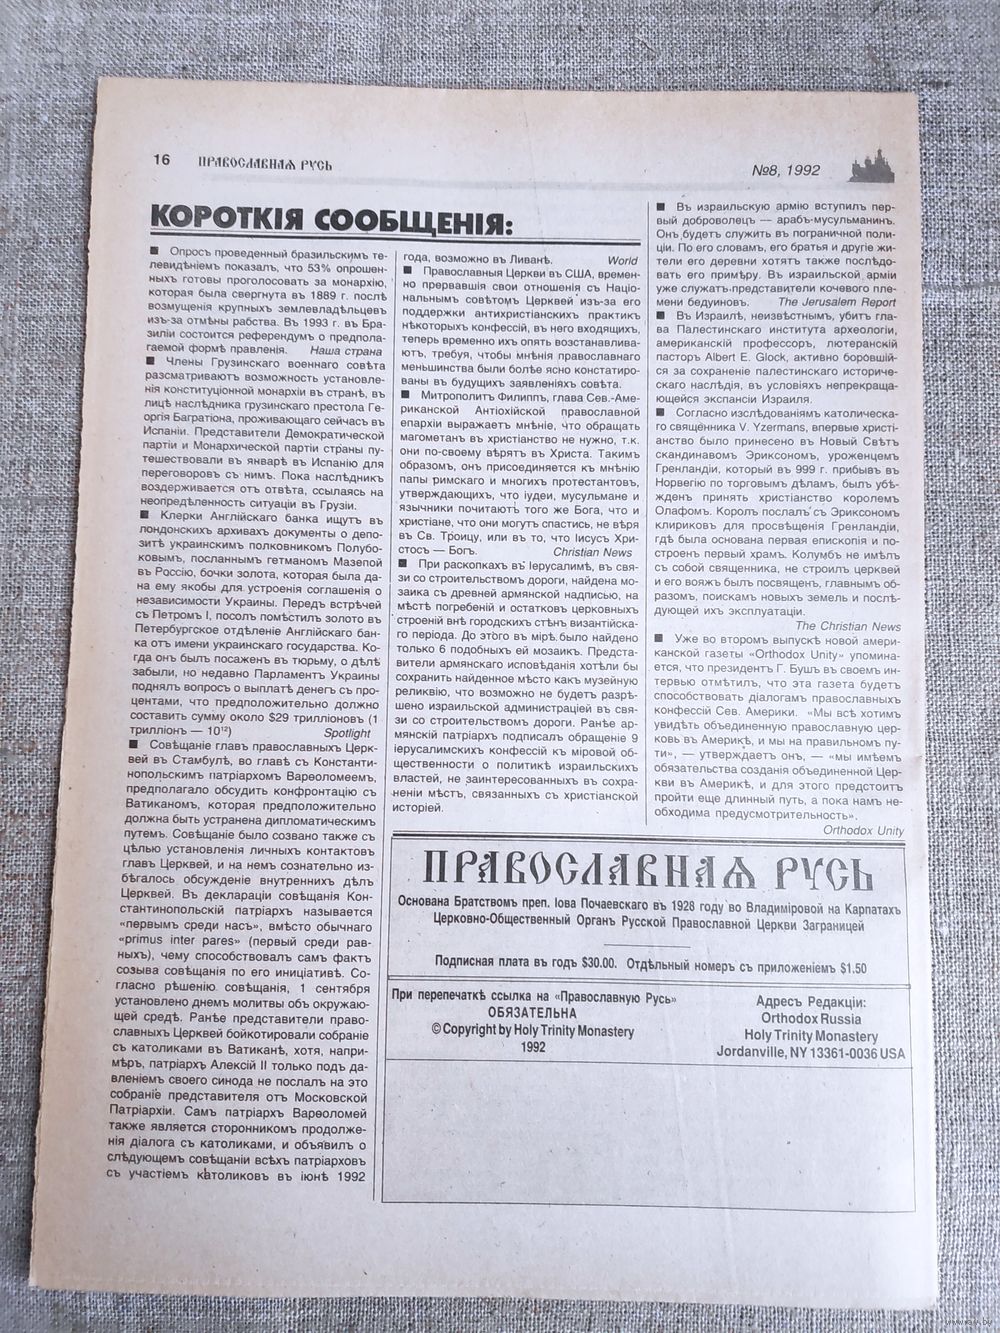 16 ПРАВОСЛАВНАЯ РУСЬ
№8, 1992
КОРОТКІЯ СООБЩЕНІЯ:
■ Опросъ проведенный бразильскимъ те-
левидѣніемъ показалъ, что 53% опрошен-
ныхъ готовы проголосовать за монархію,
которая была свергнута въ 1889 г. послѣ
возмущенія крупныхъ землевладѣльцевъ
изъ-за отмѣны рабства. Въ 1993 г. въ Бра-
зиліи состоится референдумъ о предпола-
гаемой формѣ правленія. Наша страна
■ Члены Грузинскаго военнаго совѣта
разсматриваютъ возможность установле-
нія конституціонной монархіи въ странѣ, въ
лицѣ наслѣдника грузинскаго престола Ге-
оргія Багратіона, проживающаго сейчасъ въ
Испаніи. Представители Демократической
партіи и Монархической партіи страны пу-
тешествовали въ январѣ въ Испанію для
переговоровъ съ нимъ. Пока наслѣдникъ
воздерживается отъ отвѣта, ссылаясь на
неопредѣленность ситуаціи въ Грузіи.
■ Клерки Англійскаго банка ищутъ въ
лондонскихъ архивахъ документы о депо-
зитѣ украинскимъ полковникомъ Полубо-
ковымъ, посланнымъ гетманомъ Мазепой
въ Россію, бочки золота, которая была да-
на ему якобы для устроенія соглашенія о
независимости Украины. Передъ встрѣчей
съ Петромъ I, посолъ помѣстилъ золото въ
Петербургское отдѣленіе Англійскаго бан-
ка отъ имени украинскаго государства. Ко-
гда онъ былъ посаженъ въ тюрьму, о дѣлѣ
забыли, но недавно Парламентъ Украины
поднялъ вопросъ о выплатѣ денегъ съ про-
центами, что предположительно должно
составить сумму около $29 трилліоновъ (1
трилліонъ — 10¹²) Spotlight
■ Совѣщаніе главъ православныхъ Церк-
вей въ Стамбулѣ, во главѣ съ Константи-
нопольскимъ патріархомъ Варѳоломеемъ,
предполагало обсудить конфронтацію съ
Ватиканомъ, которая предположительно
должна быть устранена дипломатическимъ
путемъ. Совѣщаніе было созвано также съ
цѣлью установленія личныхъ контактовъ
главъ Церквей, и на немъ сознательно из-
бѣгалось обсужденіе внутреннихъ дѣлъ
Церквей. Въ декларaціи совѣщанія Кон-
стантинопольскій патріархъ называется
«первымъ среди насъ», вмѣсто обычнаго
«primus inter pares» (первый среди рав-
ныхъ), чему способствовалъ самъ фактъ
созыва совѣщанія по его иниціативѣ. Со-
гласно рѣшенію совѣщанія, 1 сентября
установлено днемъ молитвы объ окружаю-
щей средѣ. Ранѣе представители право-
славныхъ Церквей бойкотировали собраніе
съ католиками въ Ватиканѣ, хотя, напри-
мѣръ, патріархъ Алексій II только подъ да-
вленіемъ своего синода не послалъ на это
собраніе представителя отъ Московской
Патріархіи. Самъ патріархъ Варѳоломей
также является сторонникомъ продолже-
нія діалога съ католиками, и объявилъ о
слѣдующемъ совѣщаніи всѣхъ патріарховъ
съ участіемъ католиковъ въ іюнѣ 1992
года, возможно въ Ливанѣ. World
■ Православныя Церкви въ США, времен-
но прервавшія свои отношенія съ Націо-
нальнымъ совѣтомъ Церквей изъ-за его
поддержки антихристіанскихъ практикъ
нѣкоторыхъ конфессій, въ него входящихъ,
теперь временно ихъ опять возстанавлива-
ютъ, требуя, чтобы мнѣнія православнаго
меньшинства были болѣе ясно констатиро-
ваны въ будущихъ заявленіяхъ совѣта.
■ Митрополитъ Филиппъ, глава Сев.-Аме-
риканской Антіохійской православной
епархіи выражаетъ мнѣніе, что обращать
магометанъ въ христіанство не нужно, т.к.
они по-своему вѣрятъ въ Христа. Такимъ
образомъ, онъ присоединяется къ мнѣнію
папы римскаго и многихъ протестантовъ,
утверждающихъ, что іудеи, мусульмане и
язычники почитаютъ того же Бога, что и
христіане, что они могутъ спастись, не вѣря
въ Св. Троицу, или въ то, что Іисусъ Хри-
стосъ — Богъ. Christian News
■ При раскопкахъ въ Іерусалимѣ, въ свя-
зи со строительствомъ дороги, найдена мо-
заика съ древней армянской надписью, на
мѣстѣ погребеній и остатковъ церковныхъ
строеній внѣ городскихъ стѣнъ византійска-
го періода. До этого въ мірѣ было найдено
только 6 подобныхъ ей мозаикъ. Предста-
вители армянскаго исповѣданія хотѣли бы
сохранить найденное мѣсто какъ музейную
реликвію, что возможно не будетъ разрѣ-
шено израильской администраціей въ свя-
зи со строительствомъ дороги. Ранѣе ар-
мянскій патріархъ подписалъ обращеніе 9
іерусалимскихъ конфессій къ міровой об-
щественности о политикѣ израильскихъ
властей, не заинтересованныхъ въ сохра-
неніи мѣстъ, связанныхъ съ христіанской
исторіей.
■ Въ израильскую армію вступилъ пер-
вый доброволецъ — арабъ-мусульманинъ.
Онъ будетъ служить въ пограничной поли-
ціи. По его словамъ, его братья и другіе жи-
тели его деревни хотятъ также послѣдо-
вать его примѣру. Въ израильской арміи
уже служатъ представители кочевого пле-
мени бедуиновъ. The Jerusalem Report
■ Въ Израилѣ, неизвѣстнымъ, убитъ гла-
ва Палестинскаго института археологіи,
американскій профессоръ, лютеранскій
пасторъ Albert E. Glock, активно боровшій-
ся за сохраненіе палестинскаго историче-
скаго наслѣдія, въ условіяхъ непрекраща-
ющейся экспансіи Израиля.
■ Согласно изслѣдованіямъ католическа-
го священника V. Yzermans, впервые христі-
анство было принесено въ Новый Свѣтъ
скандинавомъ Эриксономъ, уроженцемъ
Гренландіи, который въ 999 г. прибывъ въ
Норвегію по торговымъ дѣламъ, былъ убѣ-
жденъ принять христіанство королемъ
Олафомъ. Король послалъ съ Эриксономъ
клириковъ для просвѣщенія Гренландіи,
гдѣ была основана первая епископія и по-
строенъ первый храмъ. Колумбъ не имѣлъ
съ собой священника, не строилъ церквей
и его вояжъ былъ посвященъ, главнымъ об-
разомъ, поискамъ новыхъ земель и послѣ-
дующей ихъ эксплуатаціи.
The Christian News
■ Уже во второмъ выпускѣ новой амери-
канской газеты «Orthodox Unity» упомина-
ется, что президентъ Г. Бушъ въ своемъ ин-
тервью отмѣтилъ, что эта газета будетъ
способствовать діалогамъ православныхъ
конфессій Сев. Америки. «Мы всѣ хотимъ
увидѣть объединенную православную цер-
ковь въ Америкѣ, и мы на правильномъ пу-
ти», — утверждаетъ онъ, — «мы имѣемъ
обязательства созданія объединенной Цер-
кви въ Америкѣ, и для этого предстоитъ
пройти еще длинный путь, а пока намъ не-
обходима предусмотрительность».
Orthodox Unity
ПРАВОСЛАВНАЯ РУСЬ
Основана Братствомъ преп. Іова Почаевскаго въ 1928 году во Владиміровой на Карпатахъ
Церковно-Общественный Органъ Русской Православной Церкви Заграницей
Подписная плата въ годъ $30.00. Отдѣльный номеръ съ приложеніемъ $1.50
При перепечаткѣ ссылка на «Православную Русь»
ОБЯЗАТЕЛЬНА
© Copyright by Holy Trinity Monastery
1992
Адресъ Редакціи:
Orthodox Russia
Holy Trinity Monastery
Jordanville, NY 13361-0036 USA
www.ay.by